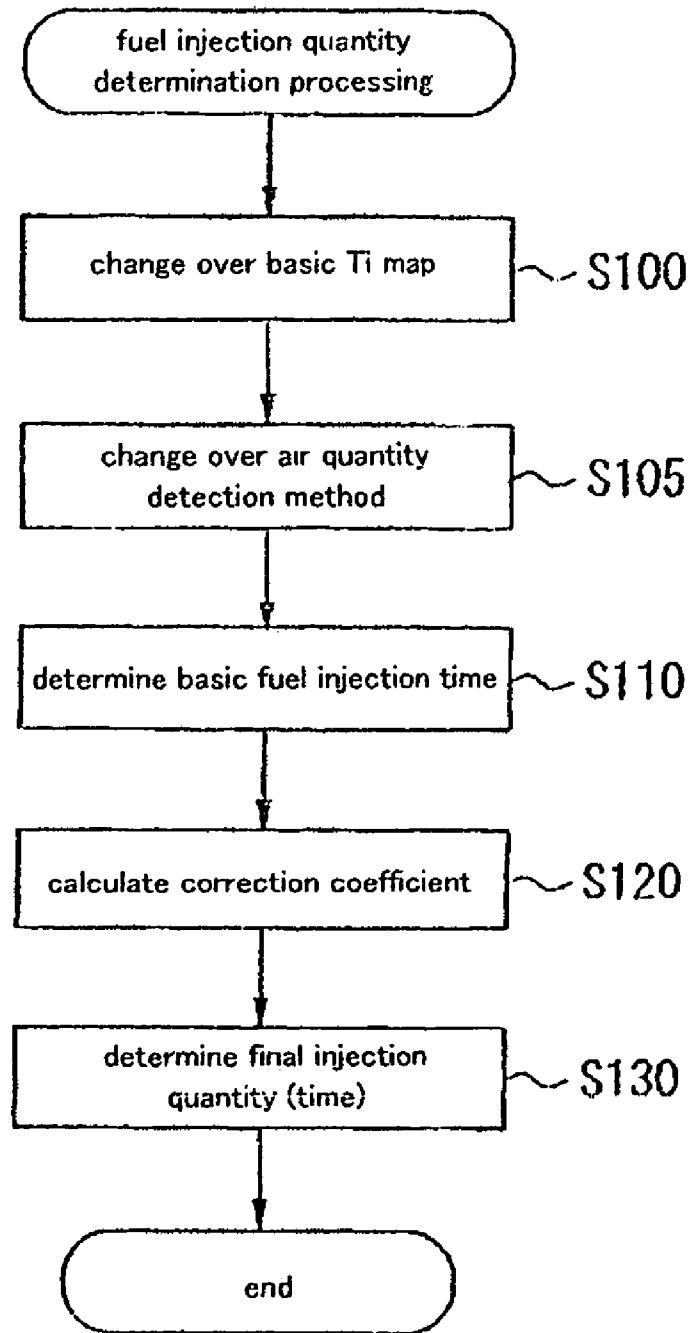 fuel injection quantity
determination processing
change over basic Ti map
S100
change over air quantity
detection method
S105
determine basic fuel injection time
S110
calculate correction coefficient
S120
determine final injection
quantity (time)
S130
end